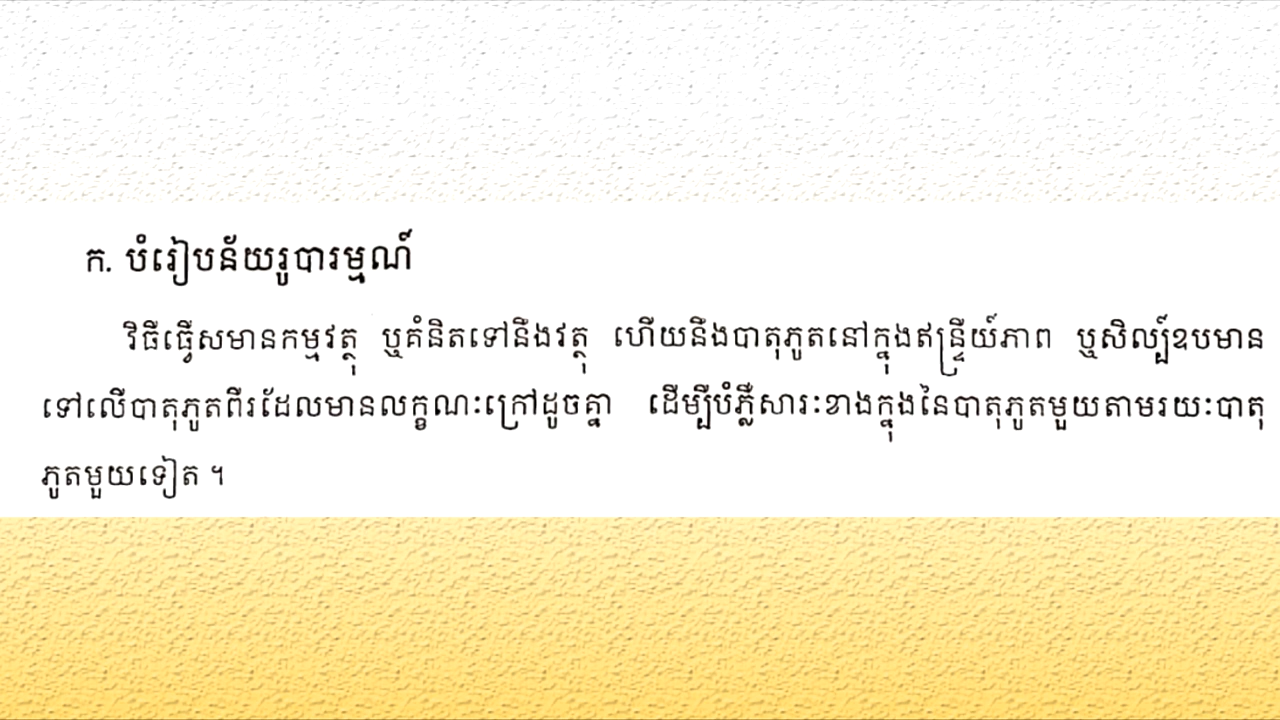 ក. បំរៀបន័យរូបារម្មណ៍
វិធីធ្វើសមានកម្មវត្ថុ ឬគំនិតទៅនឹងវត្ថុ ហើយនឹងបាតុភូតនៅក្នុងឥន្ទ្រីយ៍ភាព ឬសិល្ប៍ឧបមាន
ទៅលើបាតុភូតពីរដែលមានលក្ខណៈក្រៅដូចគ្នា ដើម្បីបំភ្លឺសារៈខាងក្នុងនៃបាតុភូតមួយតាមរយៈបាតុ
ភូតមួយទៀត ។